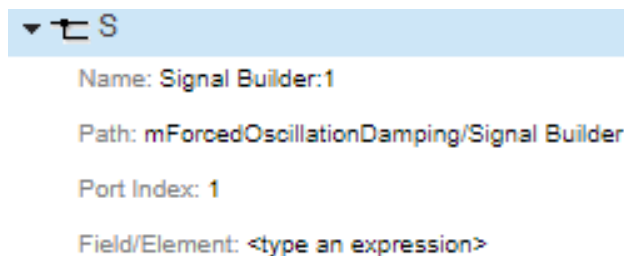 S
Name: Signal Builder:1
Path: mForcedOscillationDamping/Signal Builder
Port Index: 1
Field/Element: <type an expression>